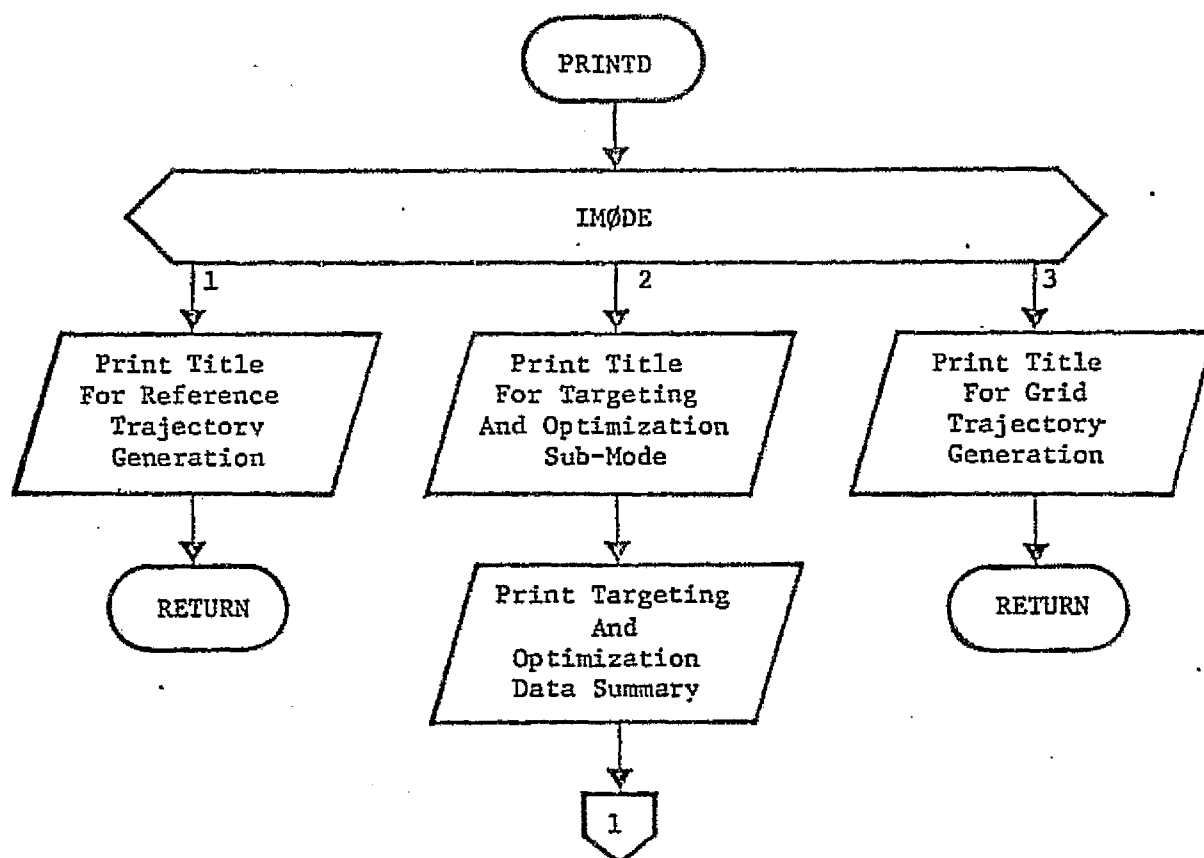 PRINTD
IMØDE
1
2
3
Print Title
For Reference
Trajectory
Generation
Print Title
For Targeting
And Optimization
Sub-Mode
Print Title
For Grid
Trajectory
Generation
RETURN
Print Targeting
And
Optimization
Data Summary
RETURN
1